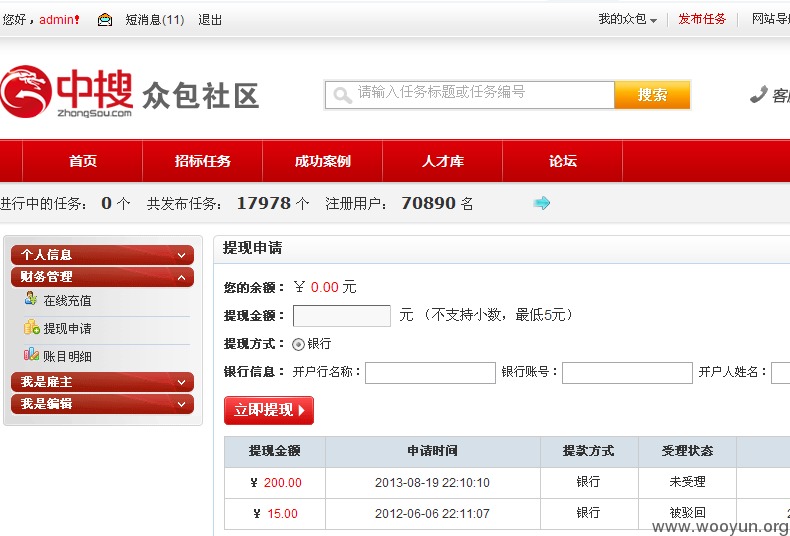 您好，admin! 短消息(11) 退出 我的众包 发布任务 网站导
中搜 zhongsou.com 众包社区 请输入任务标题或任务编号 搜索
首页 招标任务 成功案例 人才库 论坛
进行中的任务： 0 个 共发布任务： 17978 个 注册用户： 70890 名
个人信息
财务管理
在线充值
提现申请
账目明细
我是雇主
我是编辑
提现申请
您的余额： ￥ 0.00 元
提现金额： 元 （不支持小数，最低5元）
提现方式： 银行
银行信息： 开户行名称： 银行账号： 开户人姓名：
立即提现
提现金额 申请时间 提款方式 受理状态
￥ 200.00 2013-08-19 22:10:10 银行 未受理
￥ 15.00 2012-06-06 22:11:07 银行 被驳回
www.wooyun.org